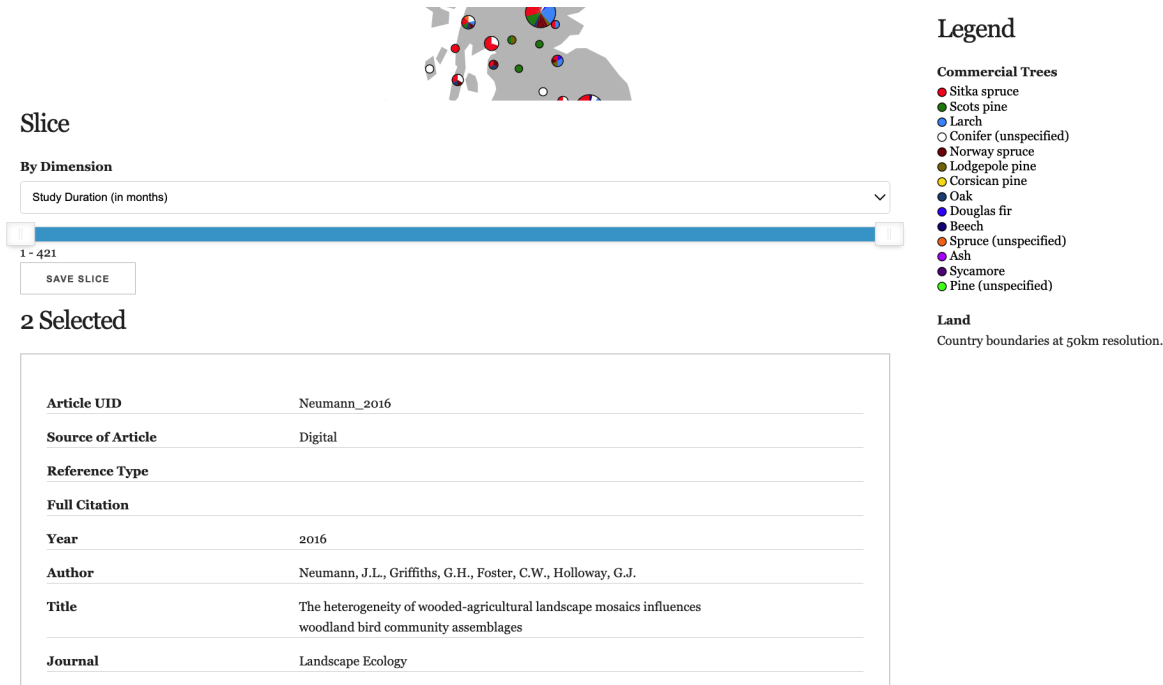 Slice
By Dimension
Study Duration (in months)
1 - 421
SAVE SLICE
2 Selected
Article UID Neumann_2016
Source of Article Digital
Reference Type
Full Citation
Year 2016
Author Neumann, J.L., Griffiths, G.H., Foster, C.W., Holloway, G.J.
Title The heterogeneity of wooded-agricultural landscape mosaics influences
woodland bird community assemblages
Journal Landscape Ecology
Legend
Commercial Trees
Sitka spruce
Scots pine
Larch
Conifer (unspecified)
Norway spruce
Lodgepole pine
Corsican pine
Oak
Douglas fir
Beech
Spruce (unspecified)
Ash
Sycamore
Pine (unspecified)
Land
Country boundaries at 50km resolution.